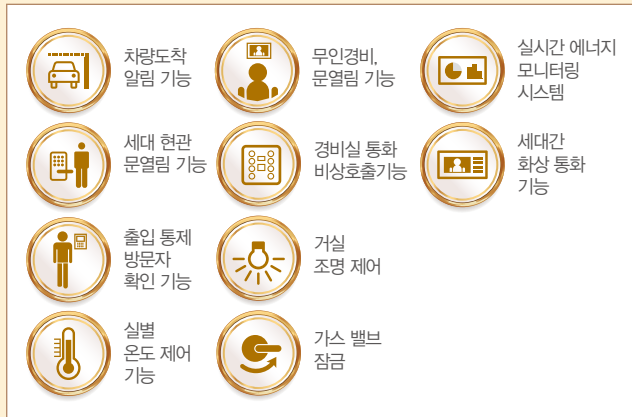 차량도착
알림 기능
무인경비,
문열림 기능
실시간 에너지
모니터링
시스템
세대 현관
문열림 기능
경비실 통화
비상호출기능
세대간
화상 통화
기능
출입 통제
방문자
확인 기능
거실
조명 제어
실별
온도 제어
기능
가스 밸브
잠금